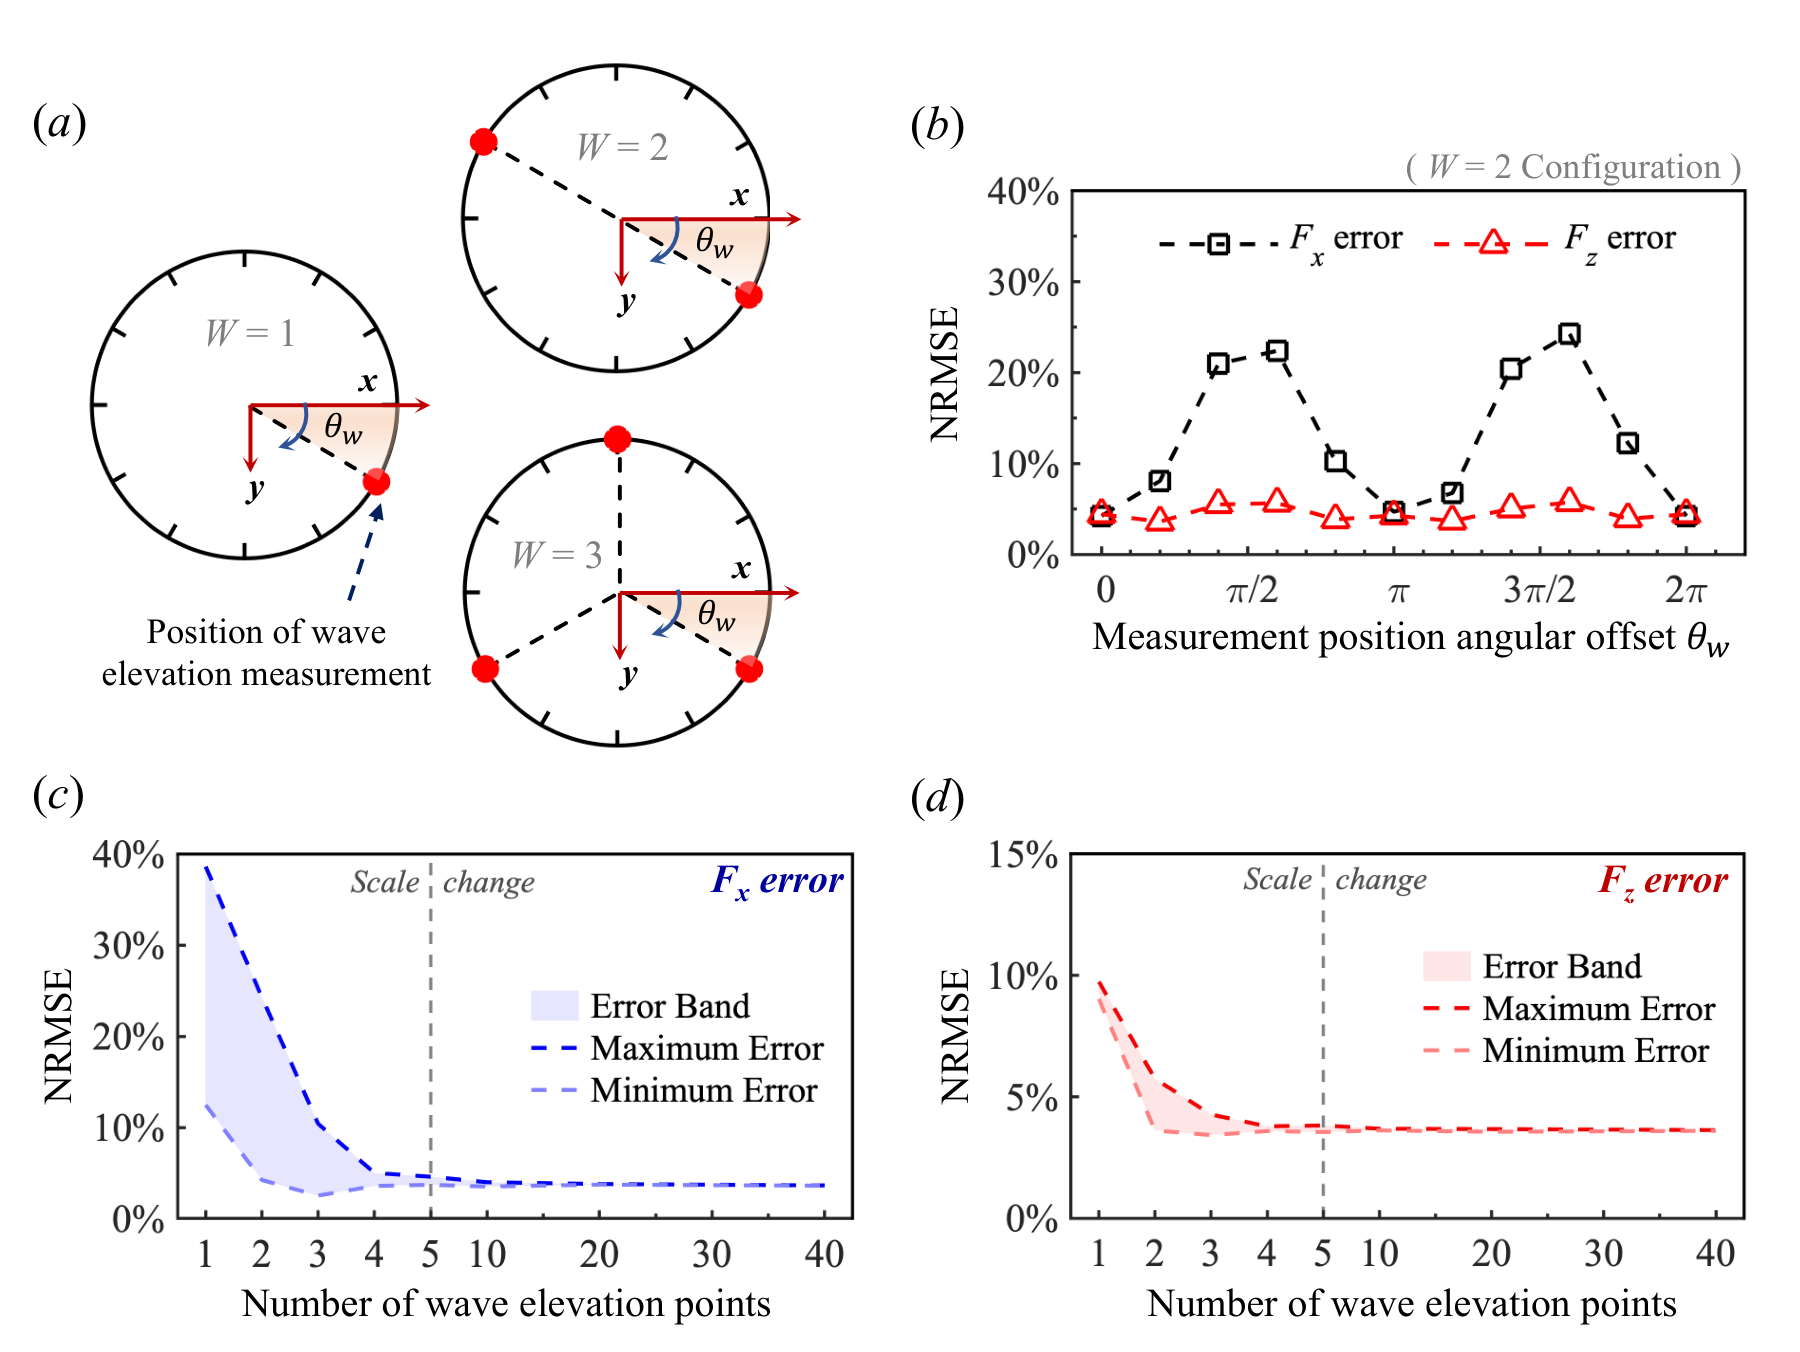 (a)
W = 1
x
θw
y
Position of wave
elevation measurement
W = 2
x
θw
y
W = 3
x
θw
y
(b)
( W = 2 Configuration )
40%
30%
20%
10%
0%
NRMSE
Fx error
Fz error
0 π/2 π 3π/2 2π
Measurement position angular offset θw
(c)
40%
30%
20%
10%
0%
NRMSE
Scale change
Fx error
Error Band
Maximum Error
Minimum Error
1 2 3 4 5 10 20 30 40
Number of wave elevation points
(d)
15%
10%
5%
0%
NRMSE
Scale change
Fz error
Error Band
Maximum Error
Minimum Error
1 2 3 4 5 10 20 30 40
Number of wave elevation points